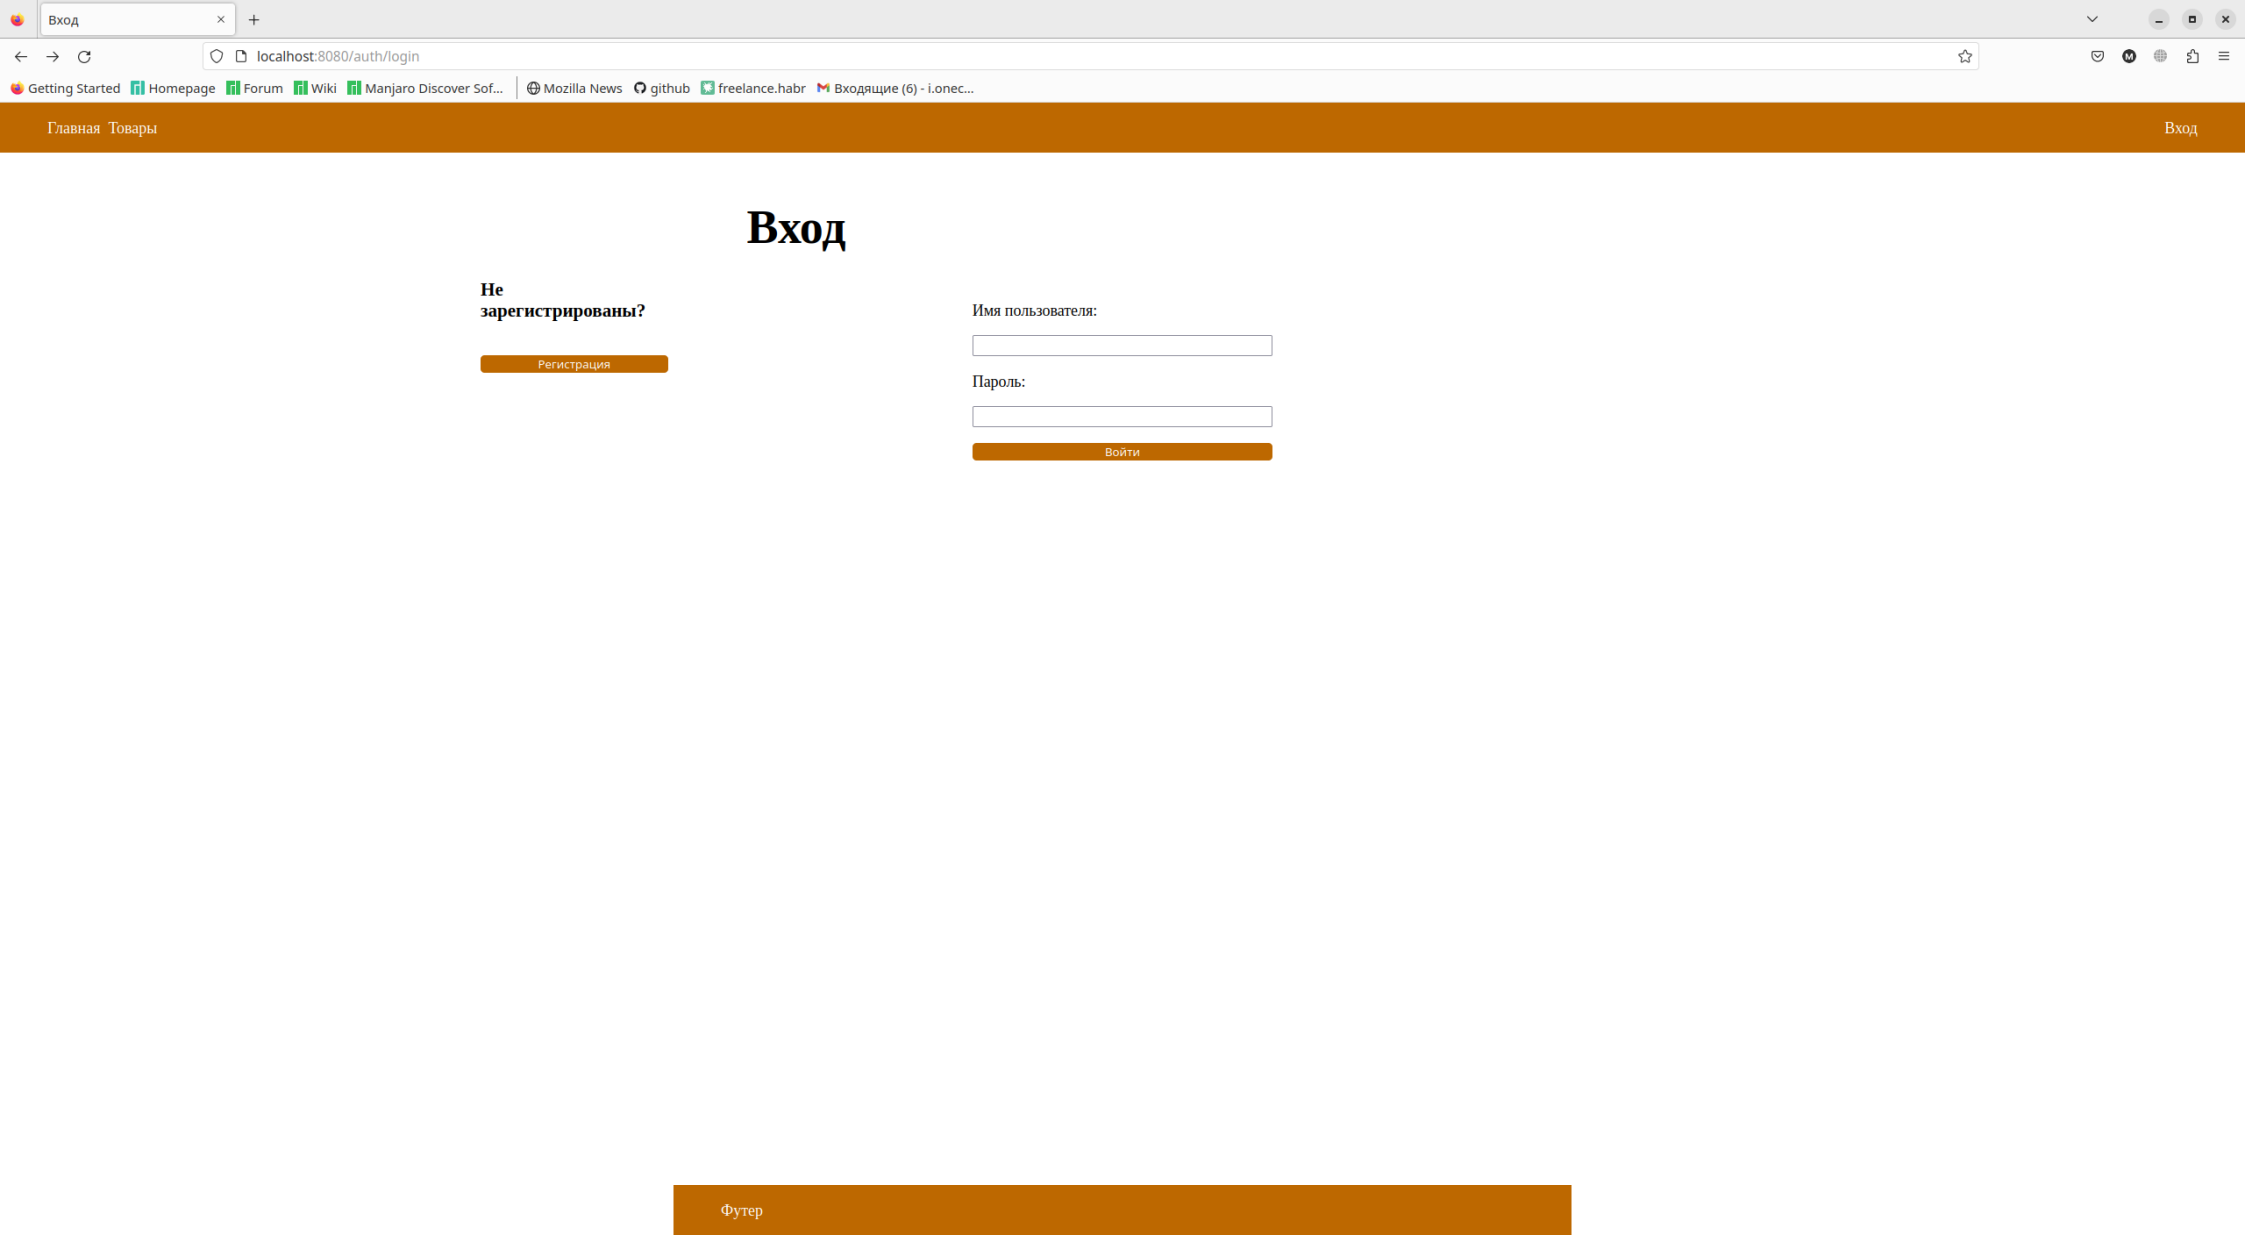 Вход
localhost:8080/auth/login
Getting Started Homepage Forum Wiki Manjaro Discover Sof... Mozilla News github freelance.habr Входящие (6) - i.onec...
Главная Товары Вход
Вход
Не
зарегистрированы?
Регистрация
Имя пользователя:
Пароль:
Войти
Футер